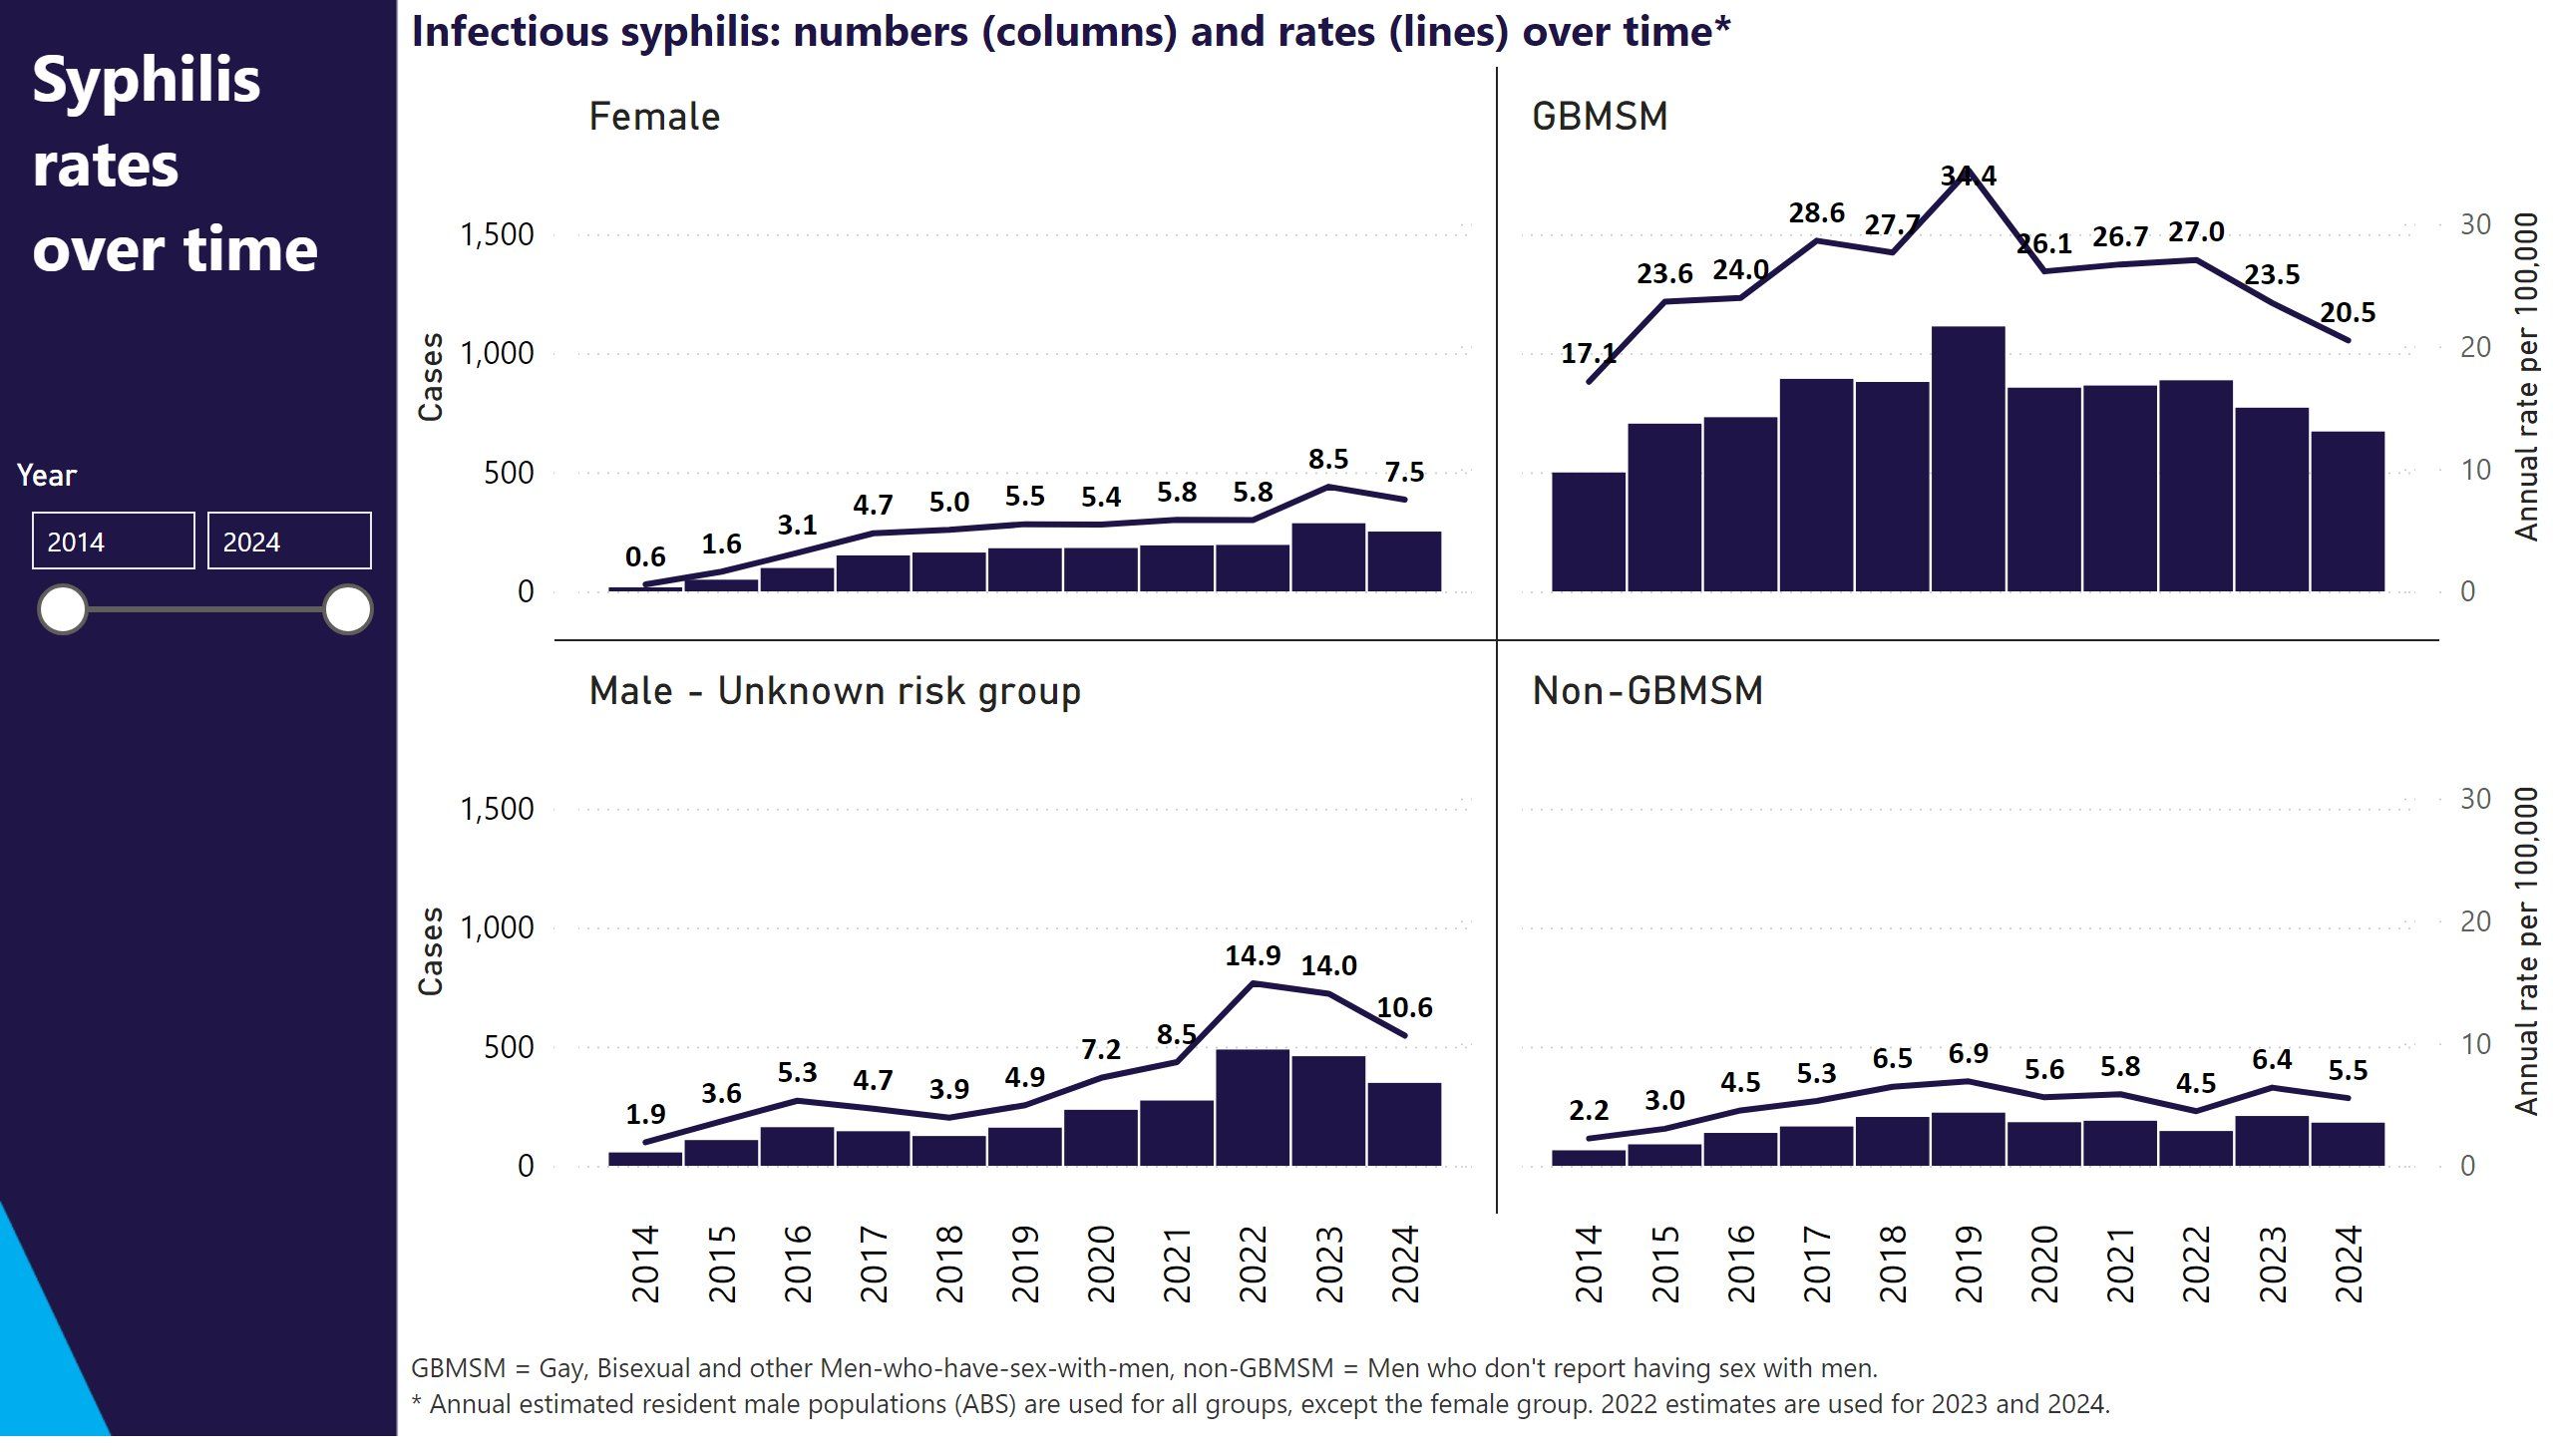 Syphilis
rates
over time
Year
2014 2024
Infectious syphilis: numbers (columns) and rates (lines) over time*
Female
Cases
1,500
1,000
500
0
0.6 1.6 3.1 4.7 5.0 5.5 5.4 5.8 5.8 8.5 7.5
GBMSM
17.1 23.6 24.0 28.6 27.7 34.4 26.1 26.7 27.0 23.5 20.5
30
20
10
0
Annual rate per 100,000
Male - Unknown risk group
Cases
1,500
1,000
500
0
1.9 3.6 5.3 4.7 3.9 4.9 7.2 8.5 14.9 14.0 10.6
2014 2015 2016 2017 2018 2019 2020 2021 2022 2023 2024
Non-GBMSM
2.2 3.0 4.5 5.3 6.5 6.9 5.6 5.8 4.5 6.4 5.5
30
20
10
0
Annual rate per 100,000
2014 2015 2016 2017 2018 2019 2020 2021 2022 2023 2024
GBMSM = Gay, Bisexual and other Men-who-have-sex-with-men, non-GBMSM = Men who don't report having sex with men.
* Annual estimated resident male populations (ABS) are used for all groups, except the female group. 2022 estimates are used for 2023 and 2024.